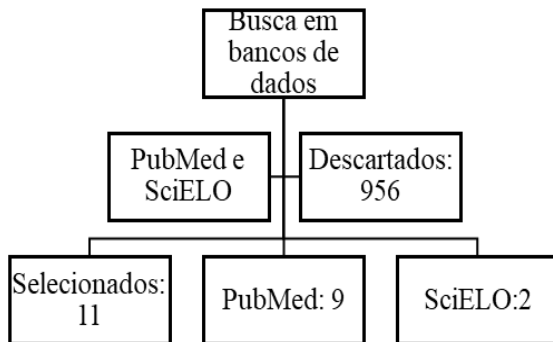 Busca em
bancos de
dados
PubMed e
SciELO
Descartados:
956
Selecionados:
11
PubMed: 9
SciELO:2